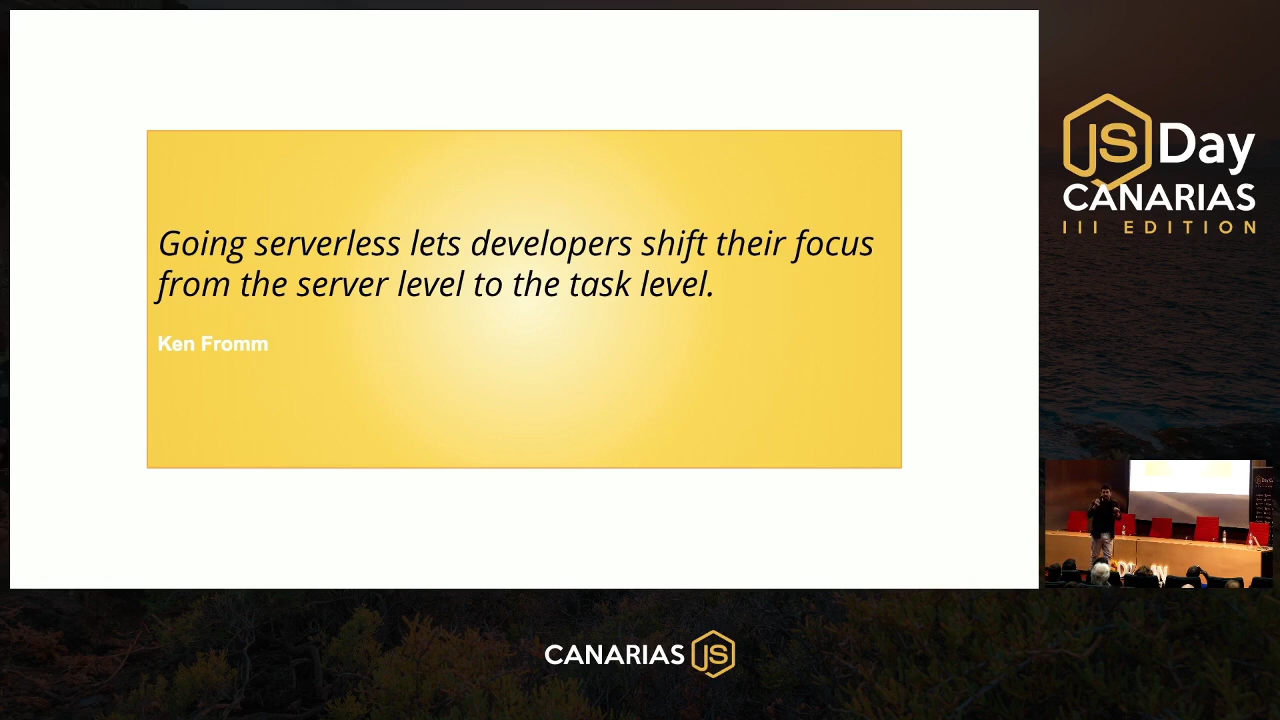 Going serverless lets developers shift their focus
from the server level to the task level.
Ken Fromm
JS Day
CANARIAS
III EDITION
CANARIAS JS